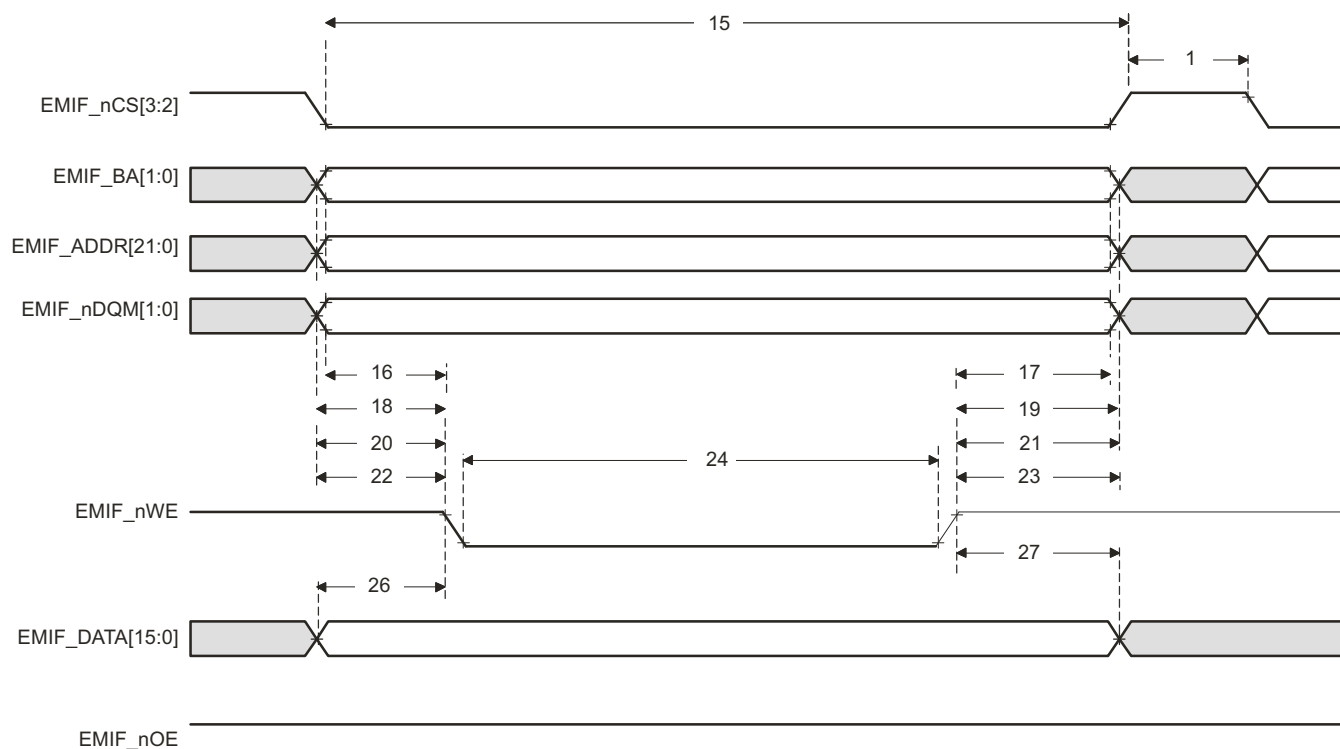 15
1
EMIF_nCS[3:2]
EMIF_BA[1:0]
EMIF_ADDR[21:0]
EMIF_nDQM[1:0]
16
17
18
19
20
21
24
22
23
EMIF_nWE
27
26
EMIF_DATA[15:0]
EMIF_nOE